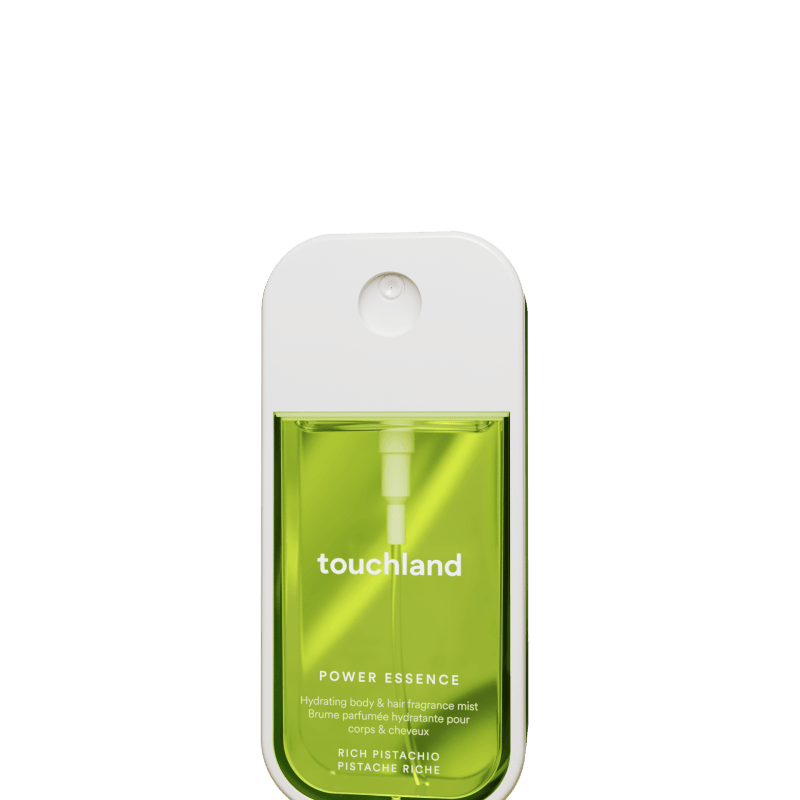 touchland
POWER ESSENCE
Hydrating body & hair fragrance mist
Brume parfumée hydratante pour
corps & cheveux
RICH PISTACHIO
PISTACHE RICHE